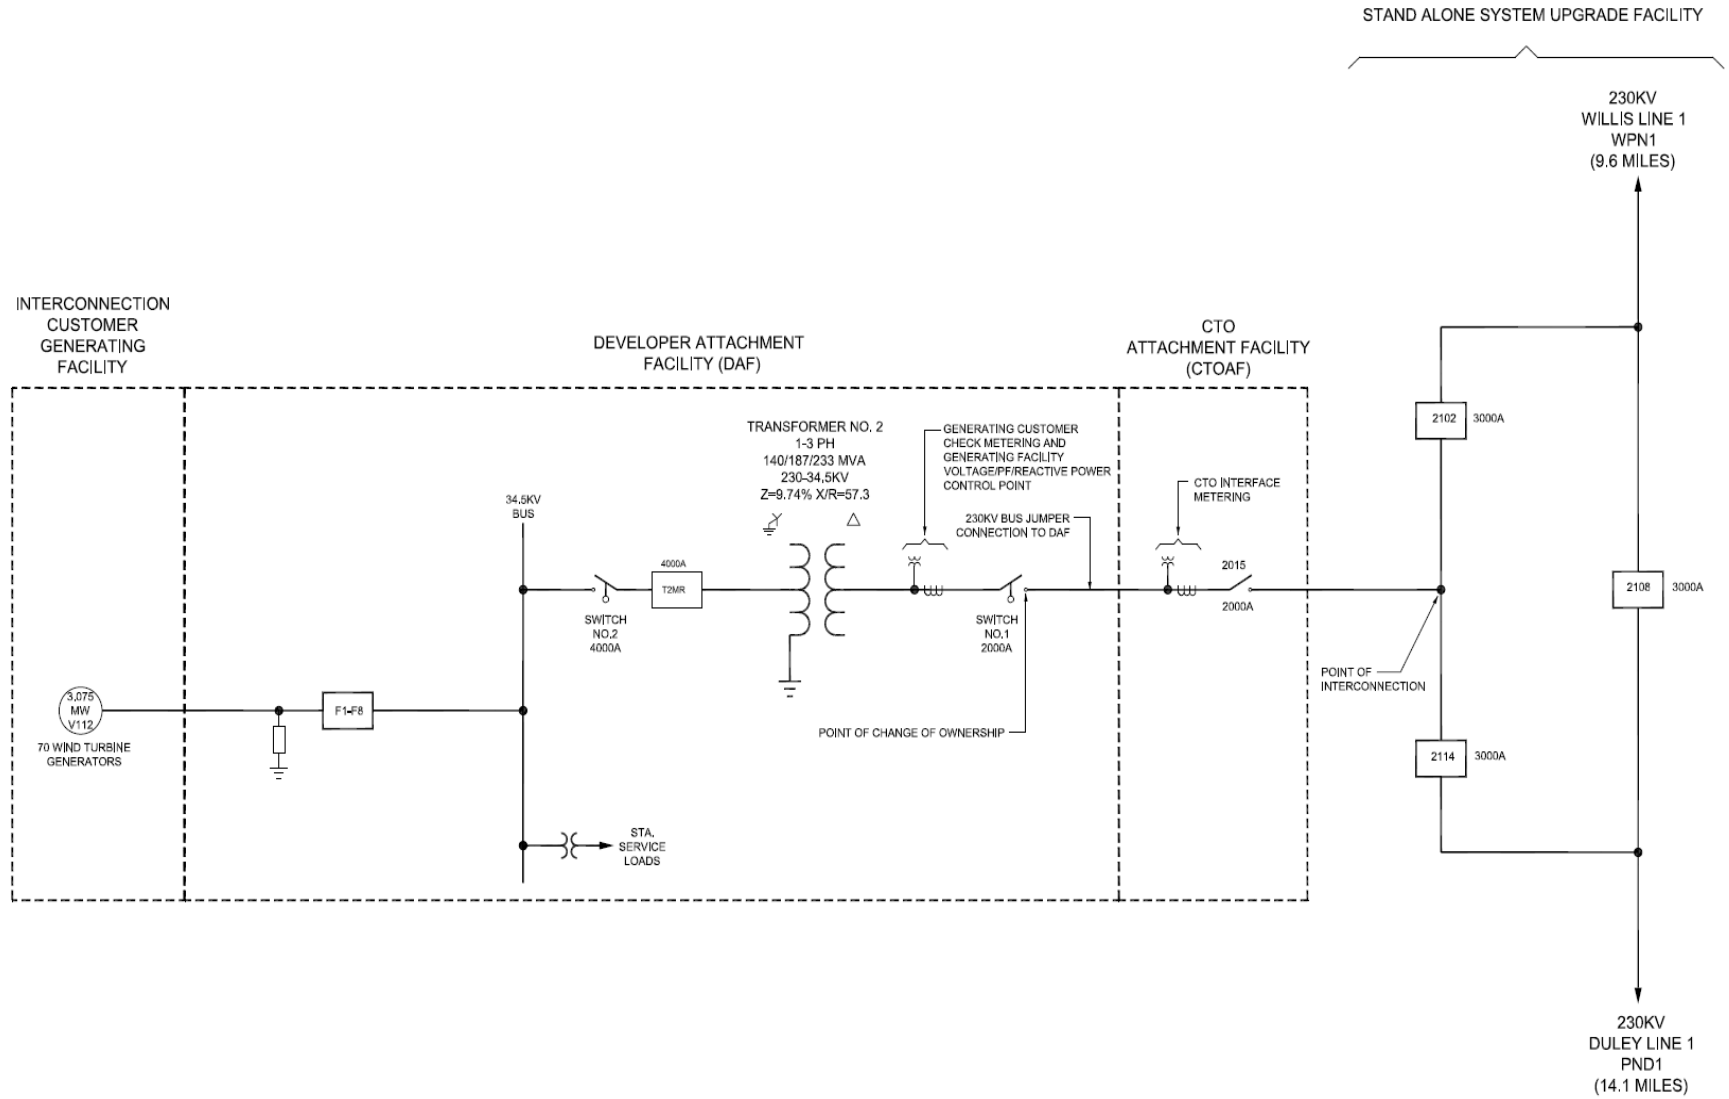 STAND ALONE SYSTEM UPGRADE FACILITY
230KV
WILLIS LINE 1
WPN1
(9.6 MILES)
INTERCONNECTION
CUSTOMER
GENERATING
FACILITY
DEVELOPER ATTACHMENT
FACILITY (DAF)
CTO
ATTACHMENT FACILITY
(CTOAF)
TRANSFORMER NO. 2
1-3 PH
140/187/233 MVA
230-34.5KV
Z=9.74% X/R=57.3
GENERATING CUSTOMER
CHECK METERING AND
GENERATING FACILITY
VOLTAGE/PF/REACTIVE POWER
CONTROL POINT
CTO INTERFACE
METERING
2102
3000A
34.5KV
BUS
230KV BUS JUMPER
CONNECTION TO DAF
4000A
T2MR
SWITCH
NO.2
4000A
SWITCH
NO.1
2000A
2015
2000A
2108
3000A
POINT OF
INTERCONNECTION
3.075
MW
V112
70 WIND TURBINE
GENERATORS
F1-F8
POINT OF CHANGE OF OWNERSHIP
2114
3000A
STA.
SERVICE
LOADS
230KV
DULEY LINE 1
PND1
(14.1 MILES)